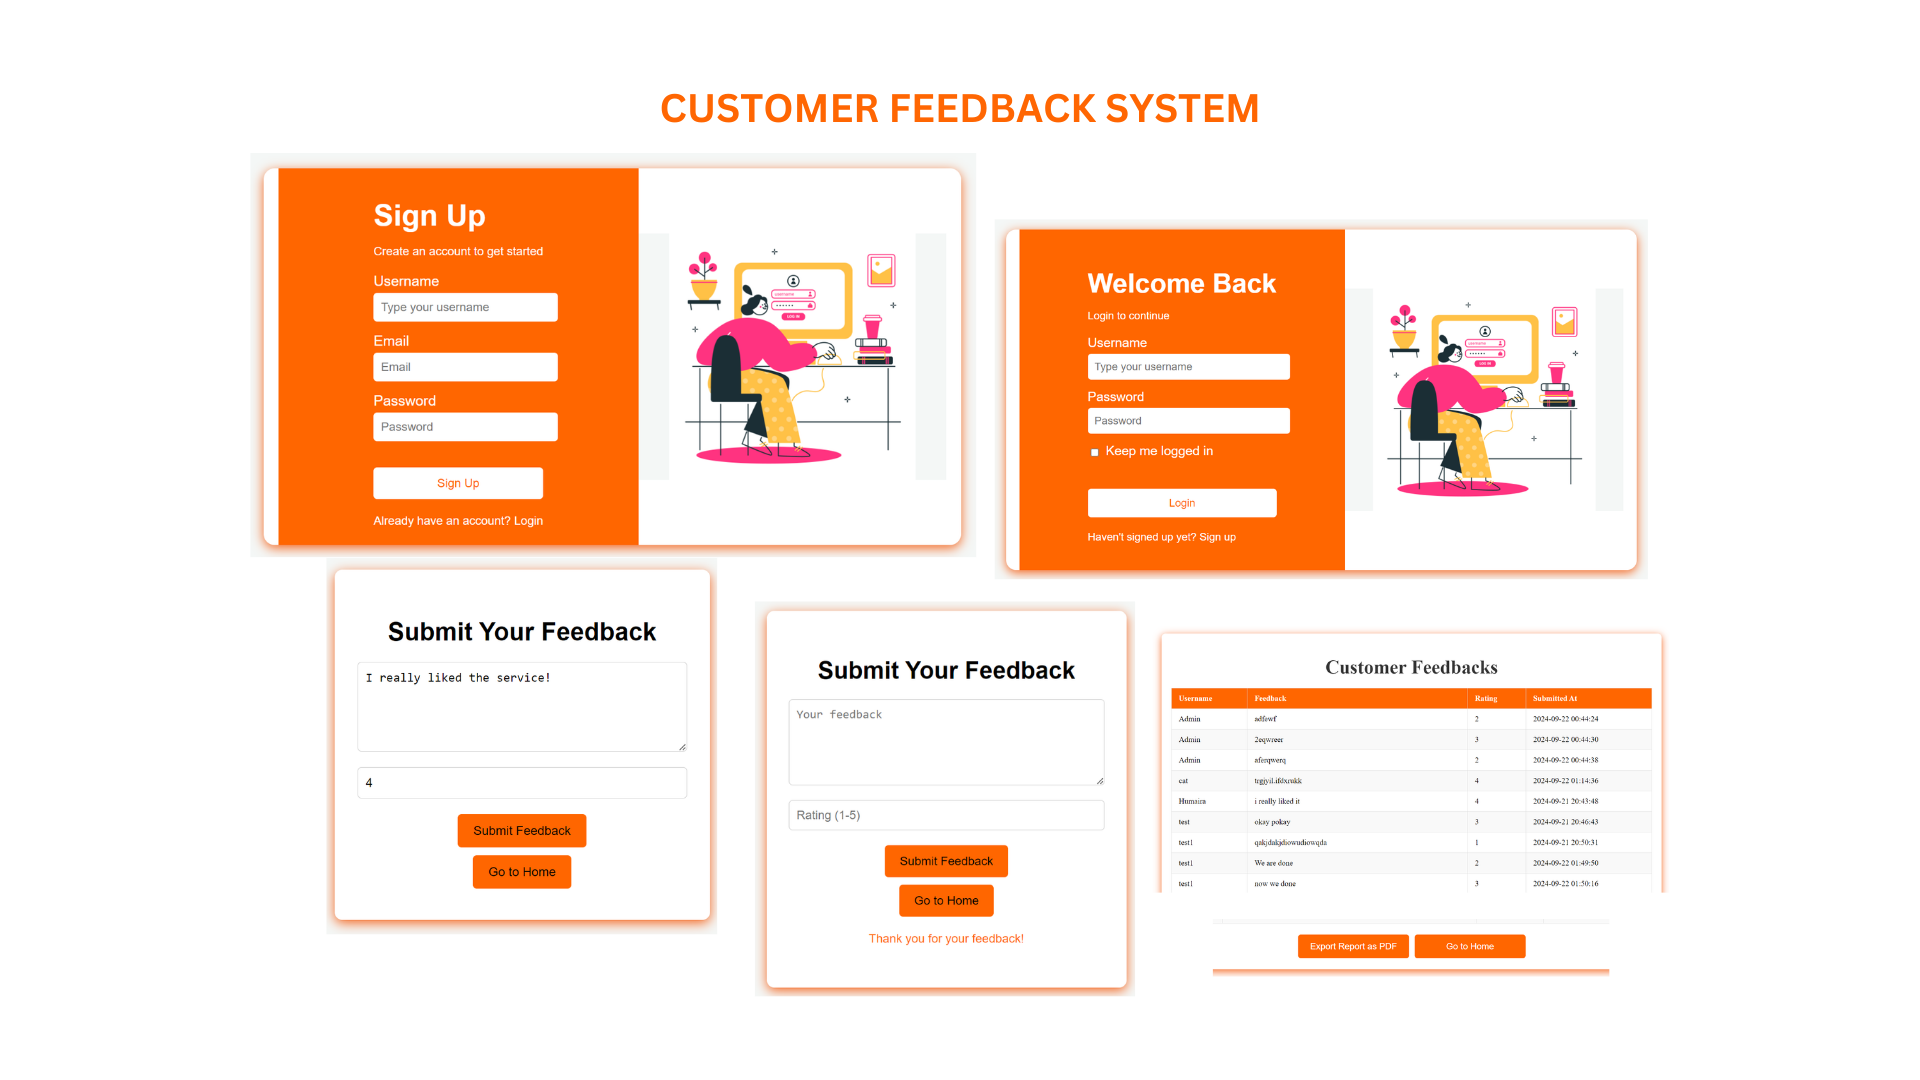 CUSTOMER FEEDBACK SYSTEM
Sign Up
Create an account to get started
Username
Type your username
Email
Email
Password
Password
Sign Up
Already have an account? Login
username
LOG IN
Welcome Back
Login to continue
Username
Type your username
Password
Password
Keep me logged in
Login
Haven't signed up yet? Sign up
username
LOG IN
Submit Your Feedback
I really liked the service!
4
Submit Feedback
Go to Home
Submit Your Feedback
Your feedback
Rating (1-5)
Submit Feedback
Go to Home
Thank you for your feedback!
Customer Feedbacks
Username Feedback Rating Submitted At
Admin adfewf 2 2024-09-22 00:44:24
Admin 2eqwreer 3 2024-09-22 00:44:30
Admin aferqwerq 2 2024-09-22 00:44:38
cat 4 2024-09-22 01:14:36
Humaira i really liked it 4 2024-09-21 20:43:48
test okay pokay 3 2024-09-21 20:46:43
test1 1 2024-09-21 20:50:31
test1 We are done 2 2024-09-22 01:49:50
test1 now we done 3 2024-09-22 01:50:16
Export Report as PDF Go to Home